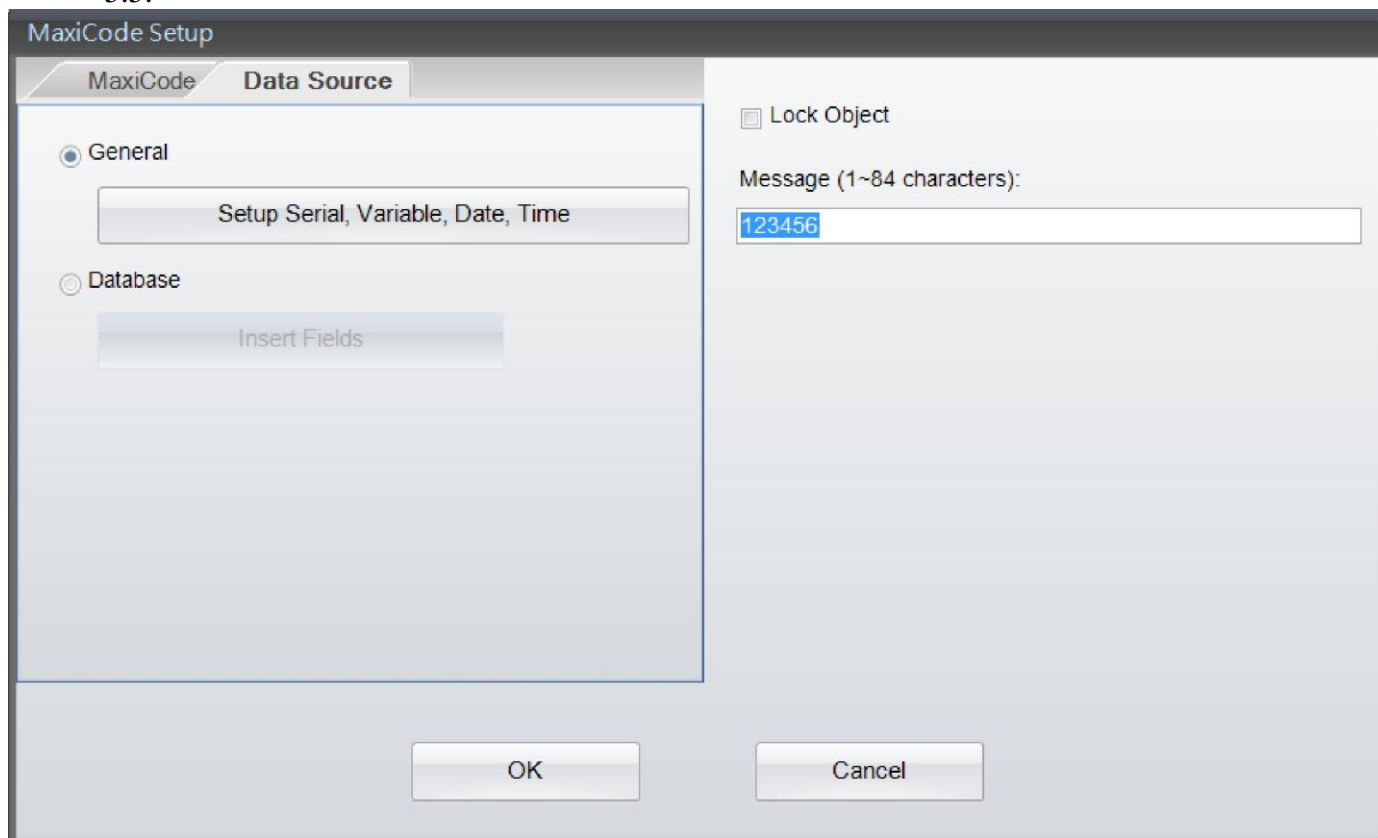 MaxiCode Setup
MaxiCode
Data Source
General
Setup Serial, Variable, Date, Time
Database
Insert Fields
Lock Object
Message (1~84 characters):
123456
OK
Cancel